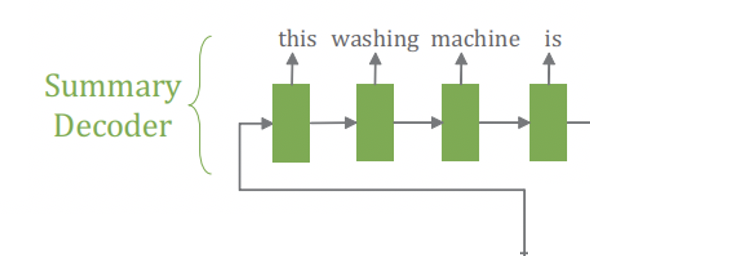 this washing machine is
Summary
Decoder